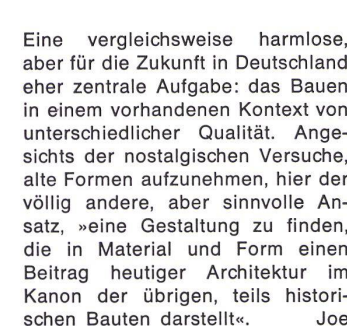 Eine vergleichsweise harmlose,
aber für die Zukunft in Deutschland
eher zentrale Aufgabe: das Bauen
in einem vorhandenen Kontext von
unterschiedlicher Qualität. Ange-
sichts der nostalgischen Versuche,
alte Formen aufzunehmen, hier der
völlig andere, aber sinnvolle An-
satz, »eine Gestaltung zu finden,
die in Material und Form einen
Beitrag heutiger Architektur im
Kanon der übrigen, teils histori-
schen Bauten darstellt«. Joe